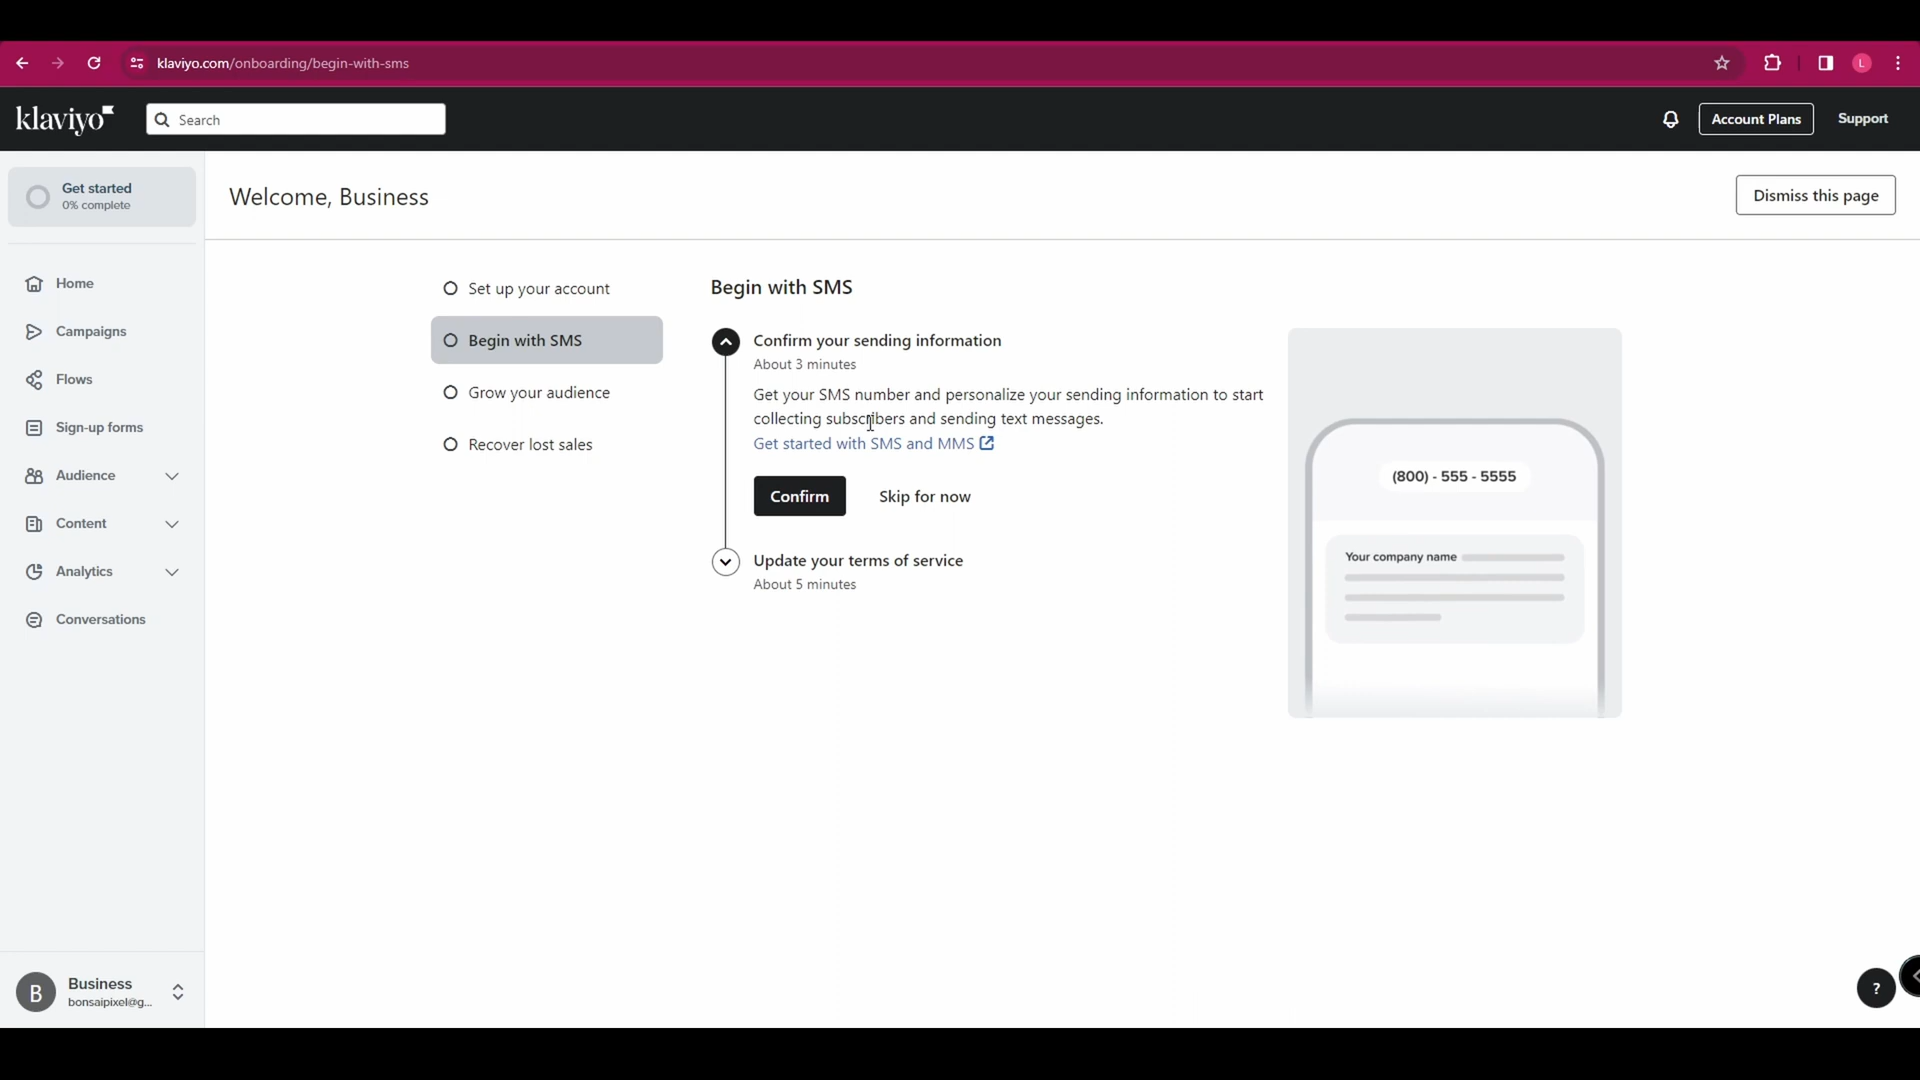 klaviyo.com/onboarding/begin-with-sms
L
klaviyo
Search
Account Plans
Support
Get started
0% complete
Home
Campaigns
Flows
Sign-up forms
Audience
Content
Analytics
Conversations
B
Business
bonsaipixel@g...
Welcome, Business
Dismiss this page
Set up your account
Begin with SMS
Grow your audience
Recover lost sales
Begin with SMS
Confirm your sending information
About 3 minutes
Get your SMS number and personalize your sending information to start
collecting subscribers and sending text messages.
Get started with SMS and MMS
Confirm
Skip for now
Update your terms of service
About 5 minutes
(800) - 555 - 5555
Your company name
?